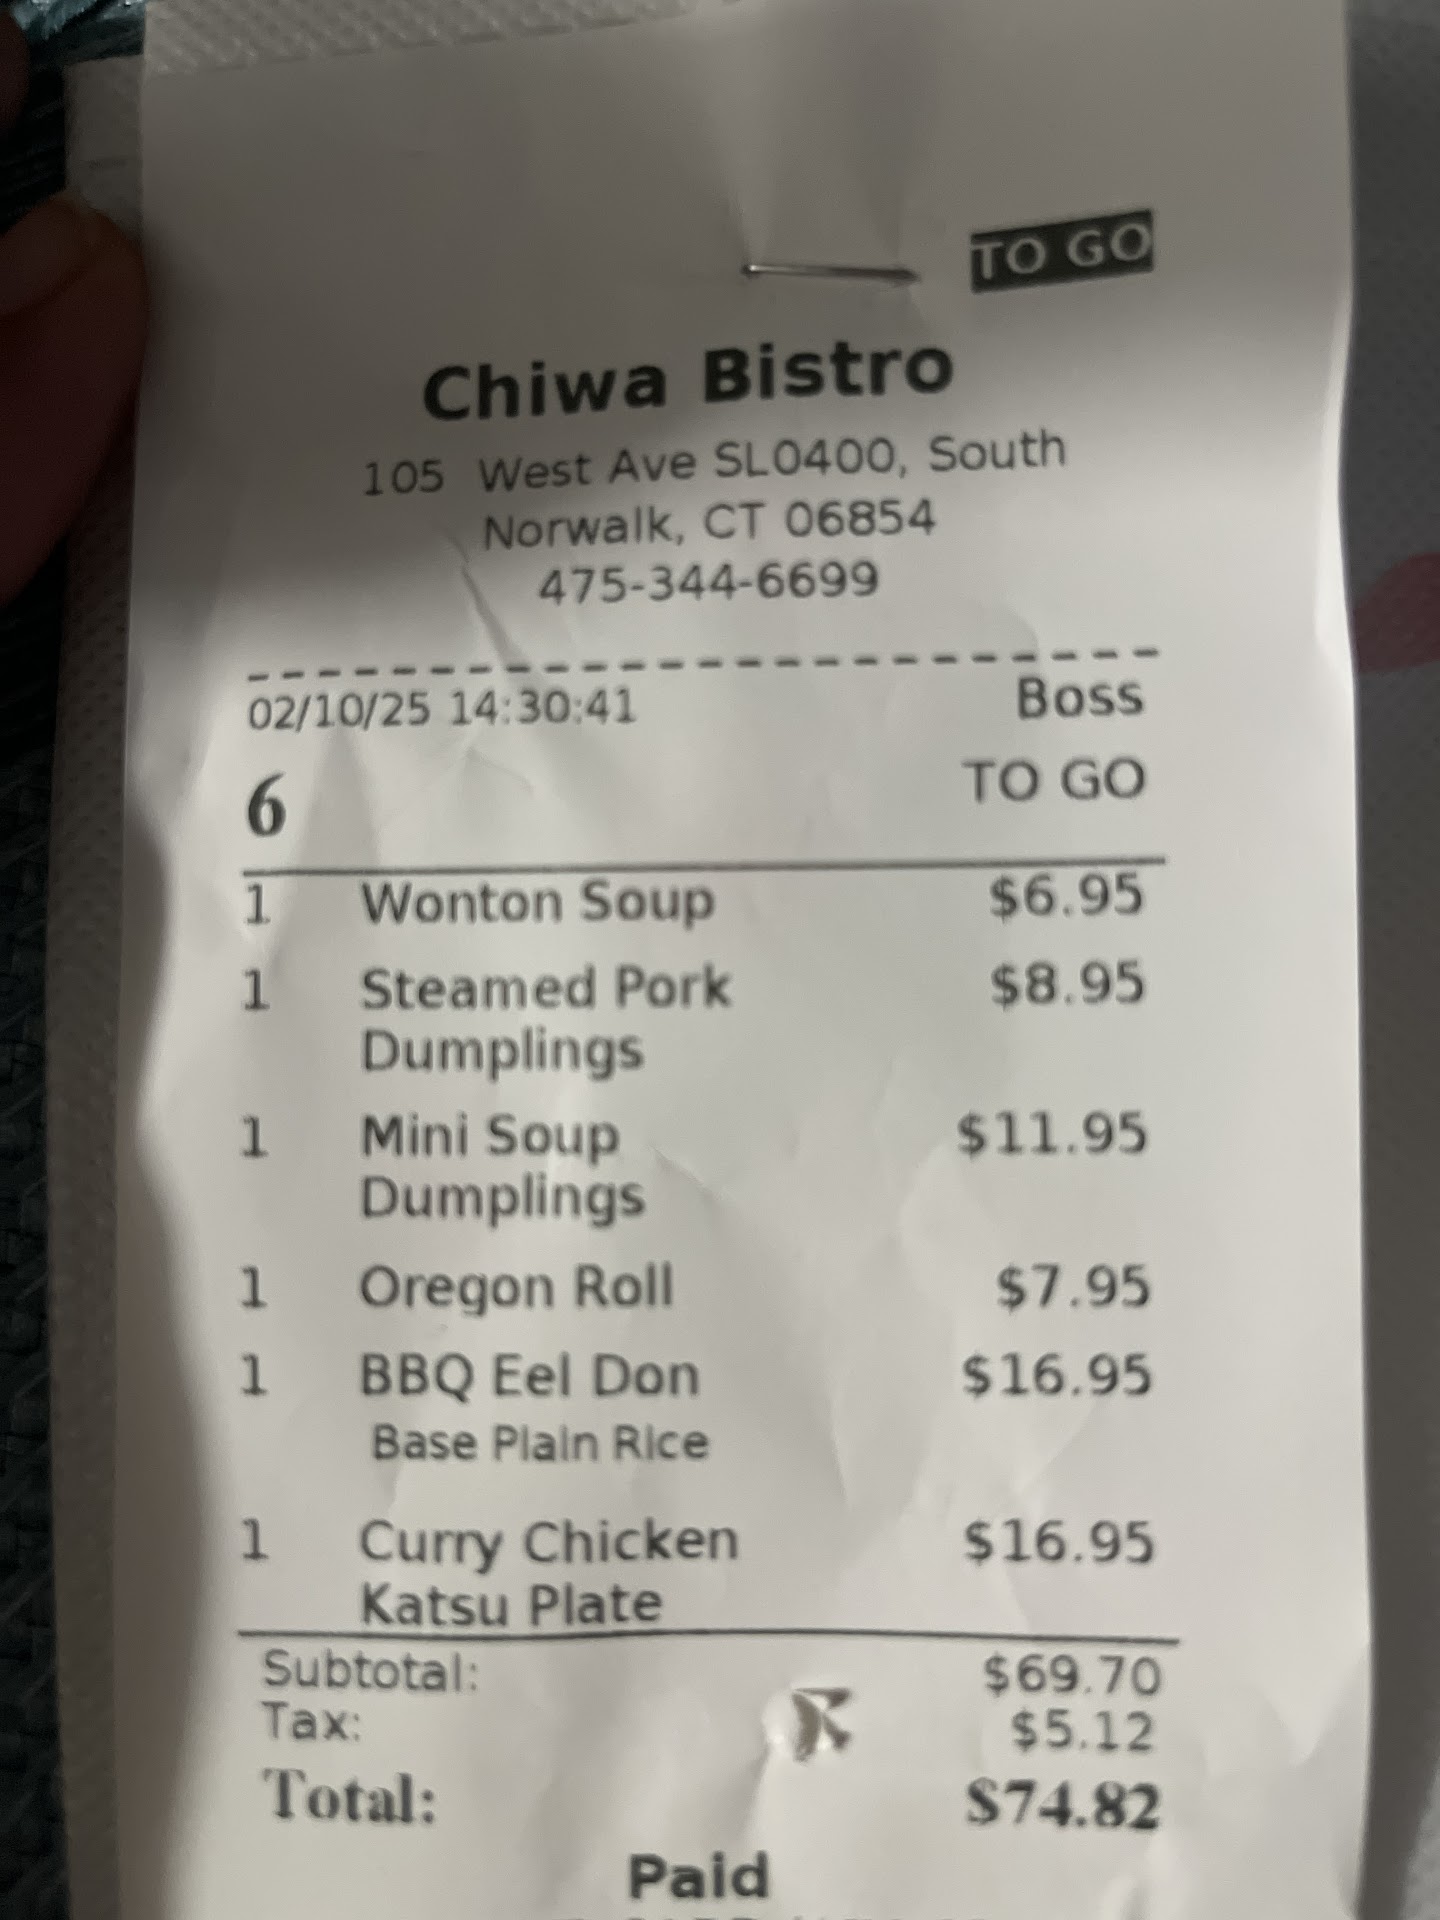 TO GO
Chiwa Bistro
105 West Ave SL0400, South
Norwalk, CT 06854
475-344-6699
02/10/25 14:30:41 Boss
6 TO GO
1 Wonton Soup $6.95
1 Steamed Pork $8.95
Dumplings
1 Mini Soup $11.95
Dumplings
1 Oregon Roll $7.95
1 BBQ Eel Don $16.95
Base Plain Rice
1 Curry Chicken $16.95
Katsu Plate
Subtotal: $69.70
Tax: $5.12
Total: $74.82
Paid